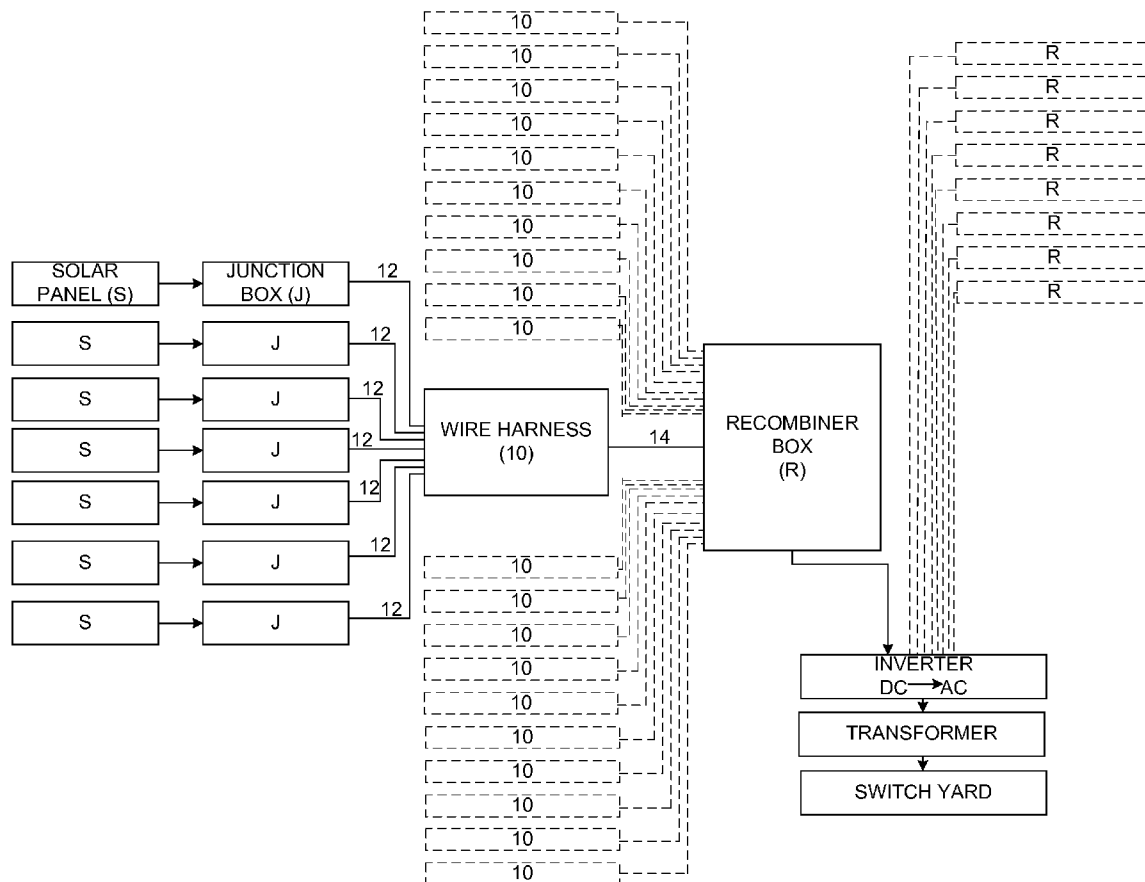 10
10
10
10
10
10
10
10
10
10
R
R
R
R
R
R
R
R
SOLAR
PANEL (S)
JUNCTION
BOX (J)
12
S
J
12
S
J
12
S
J
12
S
J
12
S
J
12
S
J
12
WIRE HARNESS
(10)
14
RECOMBINER
BOX
(R)
10
10
10
10
10
10
10
10
10
10
INVERTER
DC AC
TRANSFORMER
SWITCH YARD